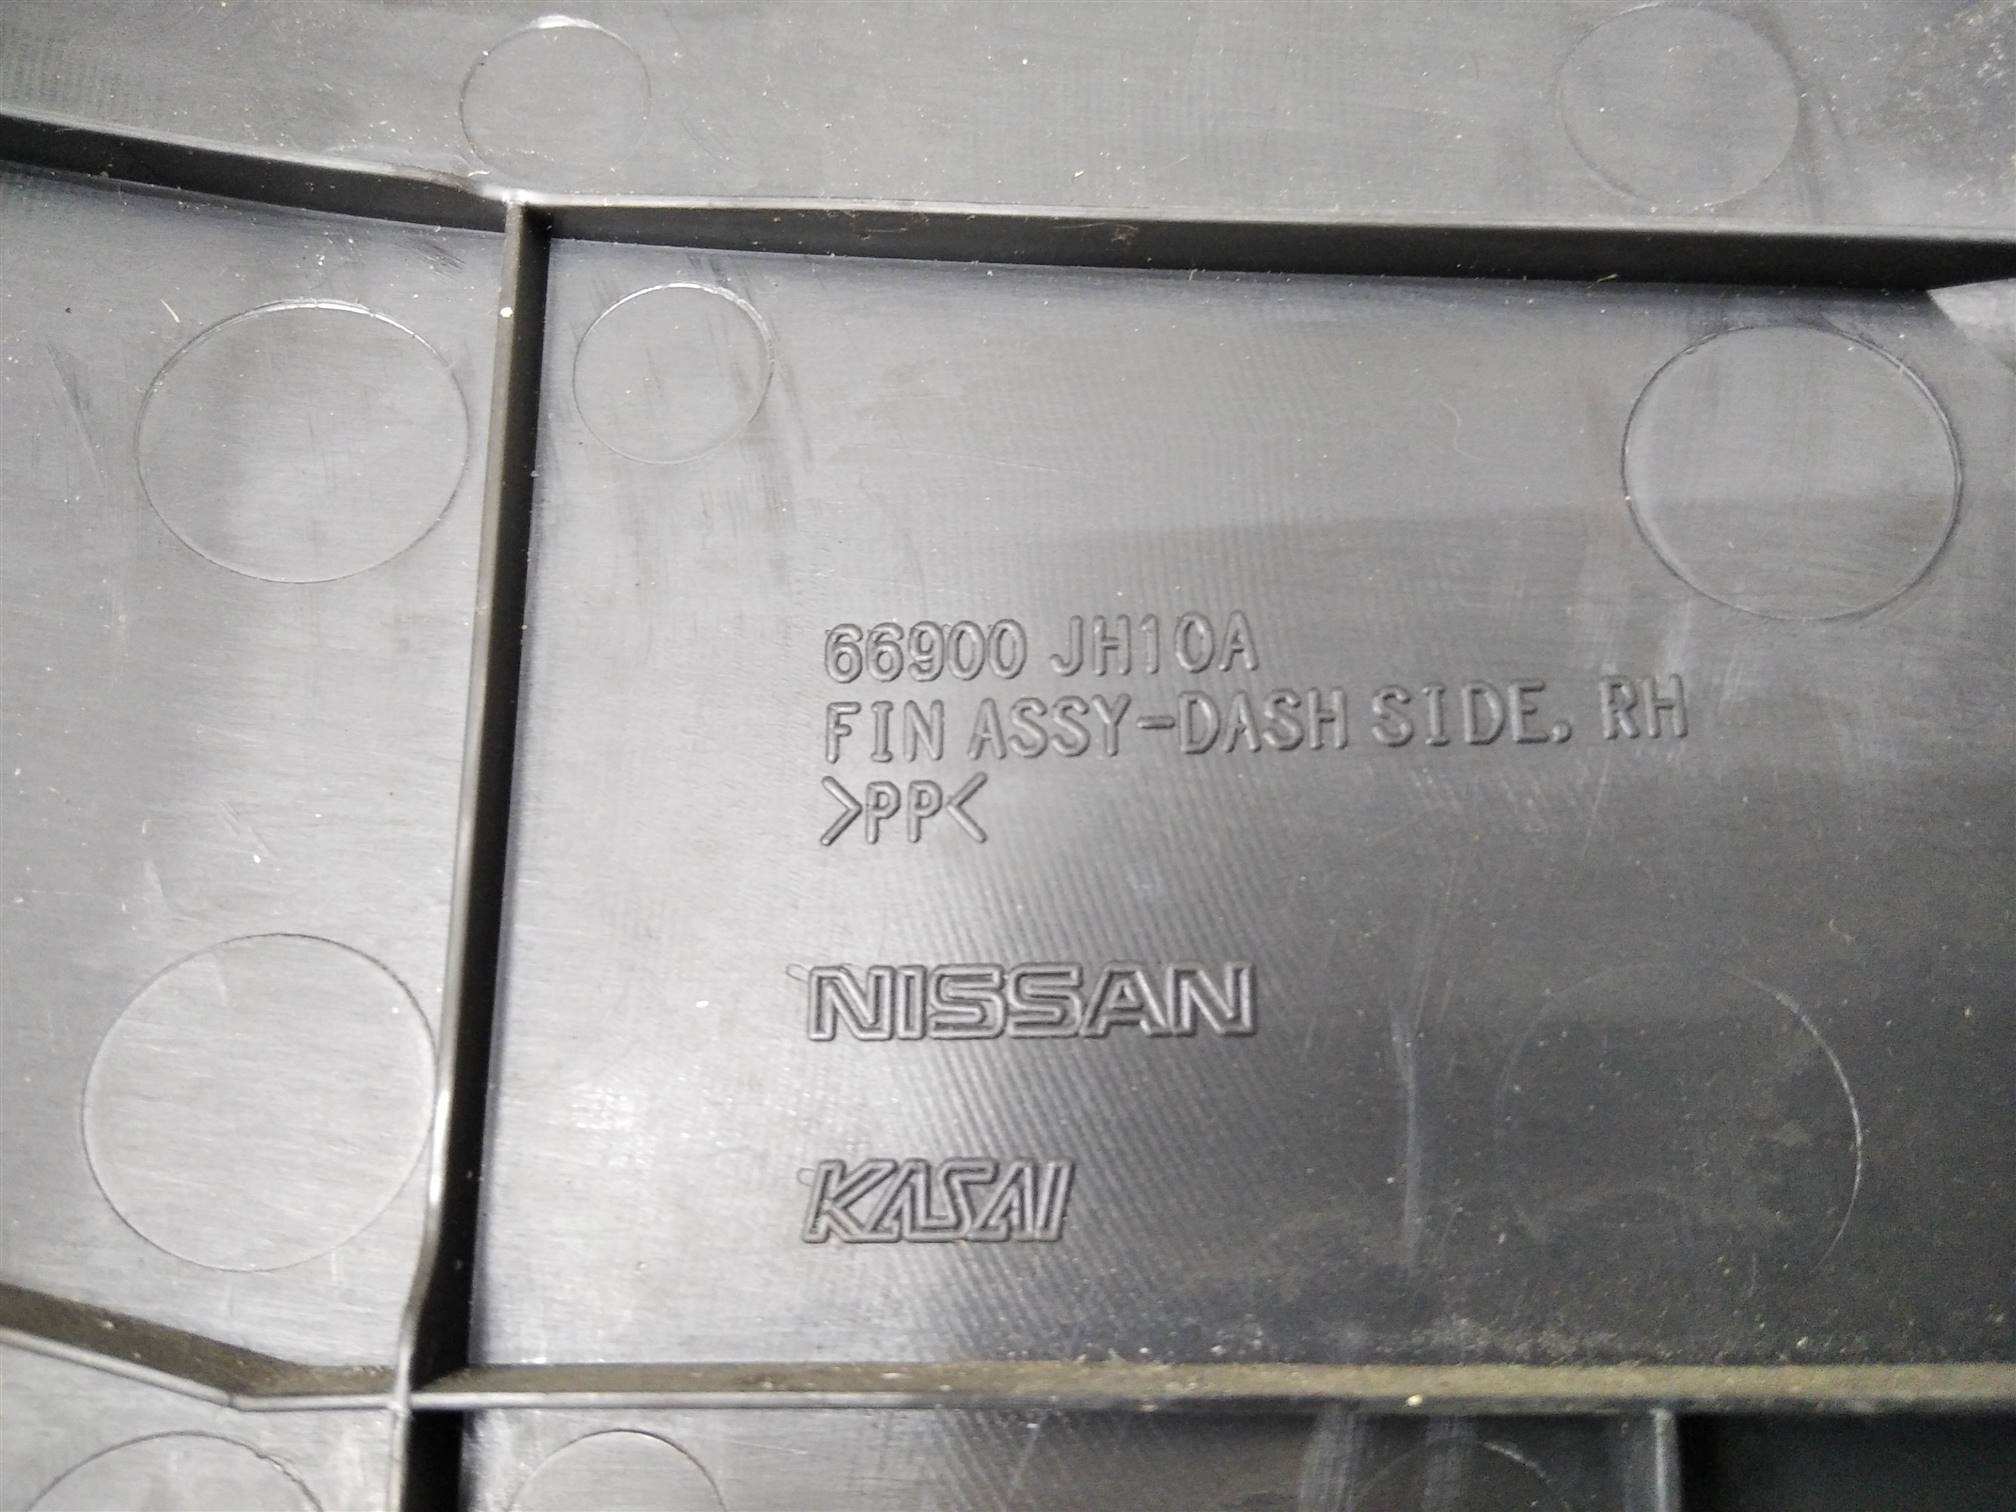 66900 JH10A
FIN ASSY-DASH SIDE, RH
>PP<
NISSAN
KASAI